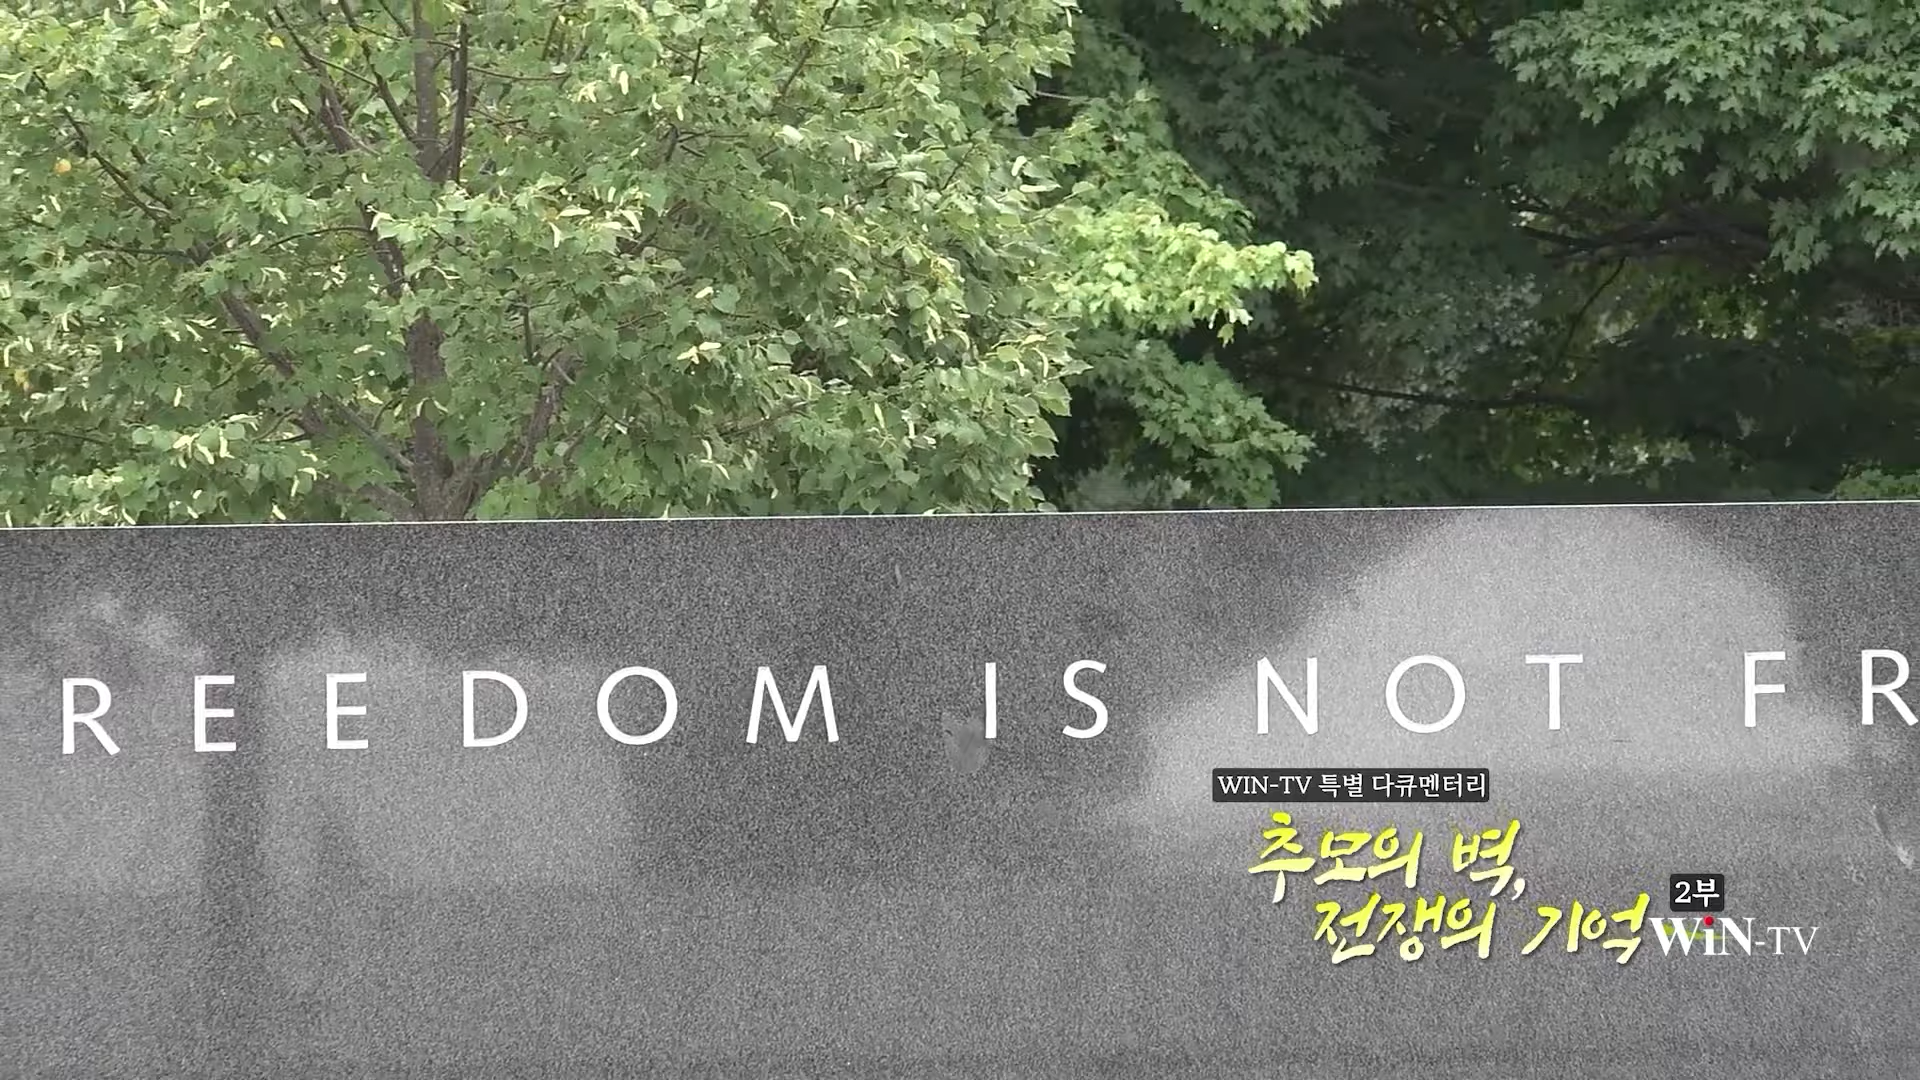 REEDOM IS NOT FR
WIN-TV 특별 다큐멘터리
추모의 벽,
전쟁의 기억
2부
WiN-TV